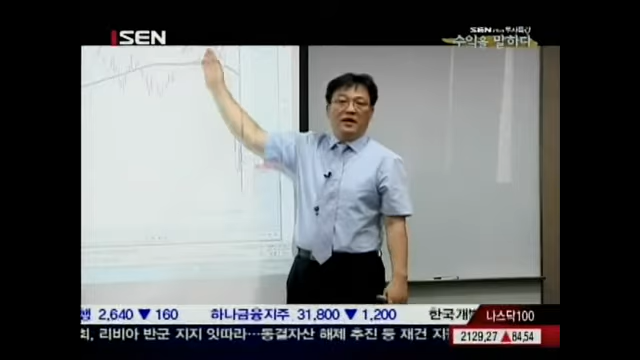 SEN
SEN
수익을 말하다
2,640 ▼ 160 하나금융지주 31,800 ▼ 1,200 한국개
나스닥100
회, 리비아 반군 지지 잇따라…동결자산 해제 추진 등 재건 지
2129,27 ▲84,54